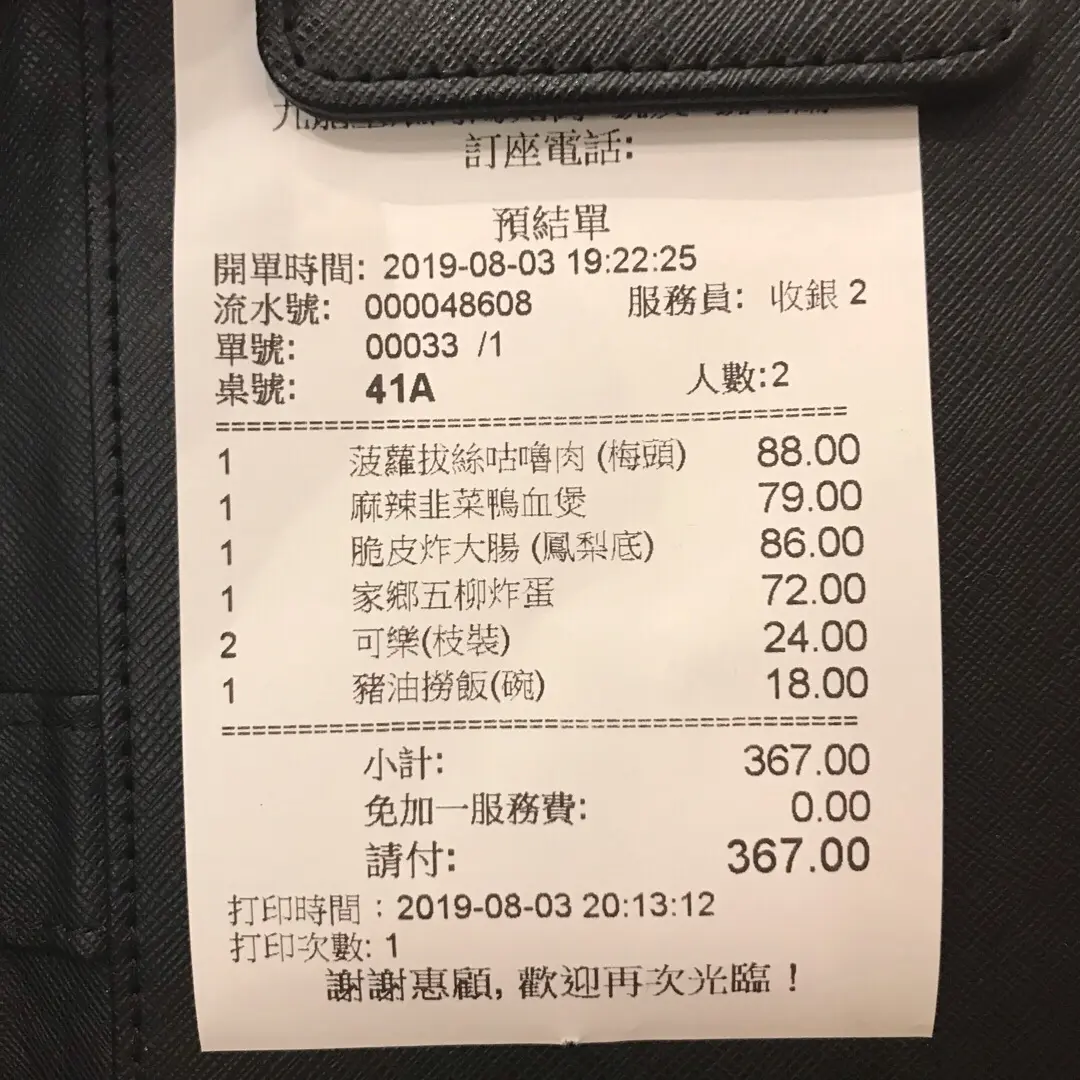 訂座電話:
預結單
開單時間: 2019-08-03 19:22:25
流水號: 000048608 服務員: 收銀 2
單號: 00033 /1
桌號: 41A 人數:2
===========================================
1 菠蘿拔絲咕嚕肉 (梅頭) 88.00
1 麻辣韭菜鴨血煲 79.00
1 脆皮炸大腸 (鳳梨底) 86.00
1 家鄉五柳炸蛋 72.00
2 可樂(枝裝) 24.00
1 豬油撈飯(碗) 18.00
===========================================
小計: 367.00
免加一服務費: 0.00
請付: 367.00
打印時間：2019-08-03 20:13:12
打印次數: 1
謝謝惠顧, 歡迎再次光臨！